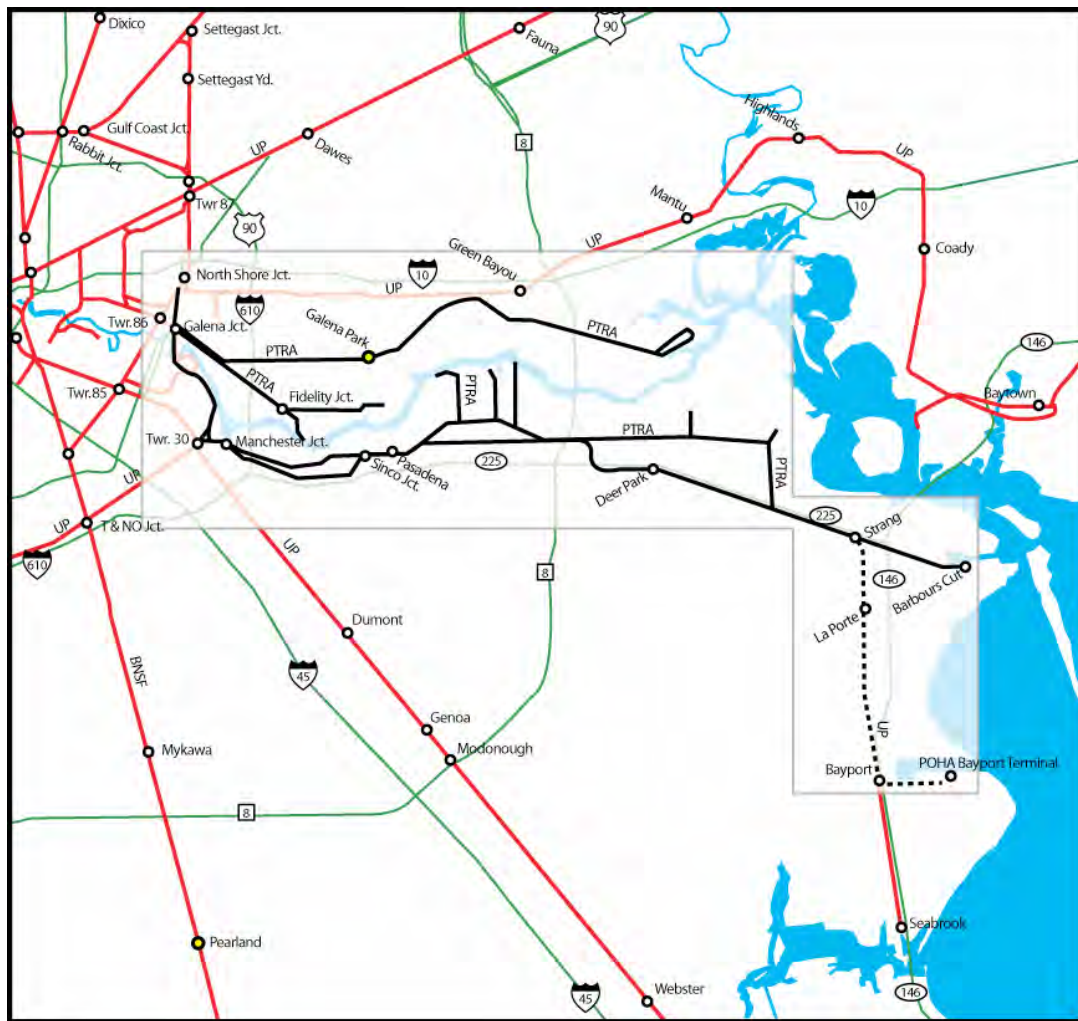 Dixico
Settegast Jct.
90
Fauna
Settegast Yd.
Highlands
Gulf Coast Jct.
Rabbit Jct.
UP
Dawes
8
UP
Twr 87
Mantu
10
90
UP
Coady
North Shore Jct.
10
Green Bayou
UP
610
Twr. 86
Galena Jct.
Galena Park
PTRA
PTRA
146
PTRA
Fidelity Jct.
PTRA
Twr. 85
Baytown
Twr. 30
Manchester Jct.
Sinco Jct.
Pasadena
225
PTRA
UP
Deer Park
PTRA
UP
T & NO Jct.
225
Strang
610
UP
8
146
Barbours Cut
La Porte
Dumont
BNSF
45
Genoa
UP
Mykawa
Modonough
Bayport
POHA Bayport Terminal
8
Pearland
Seabrook
45
Webster
146